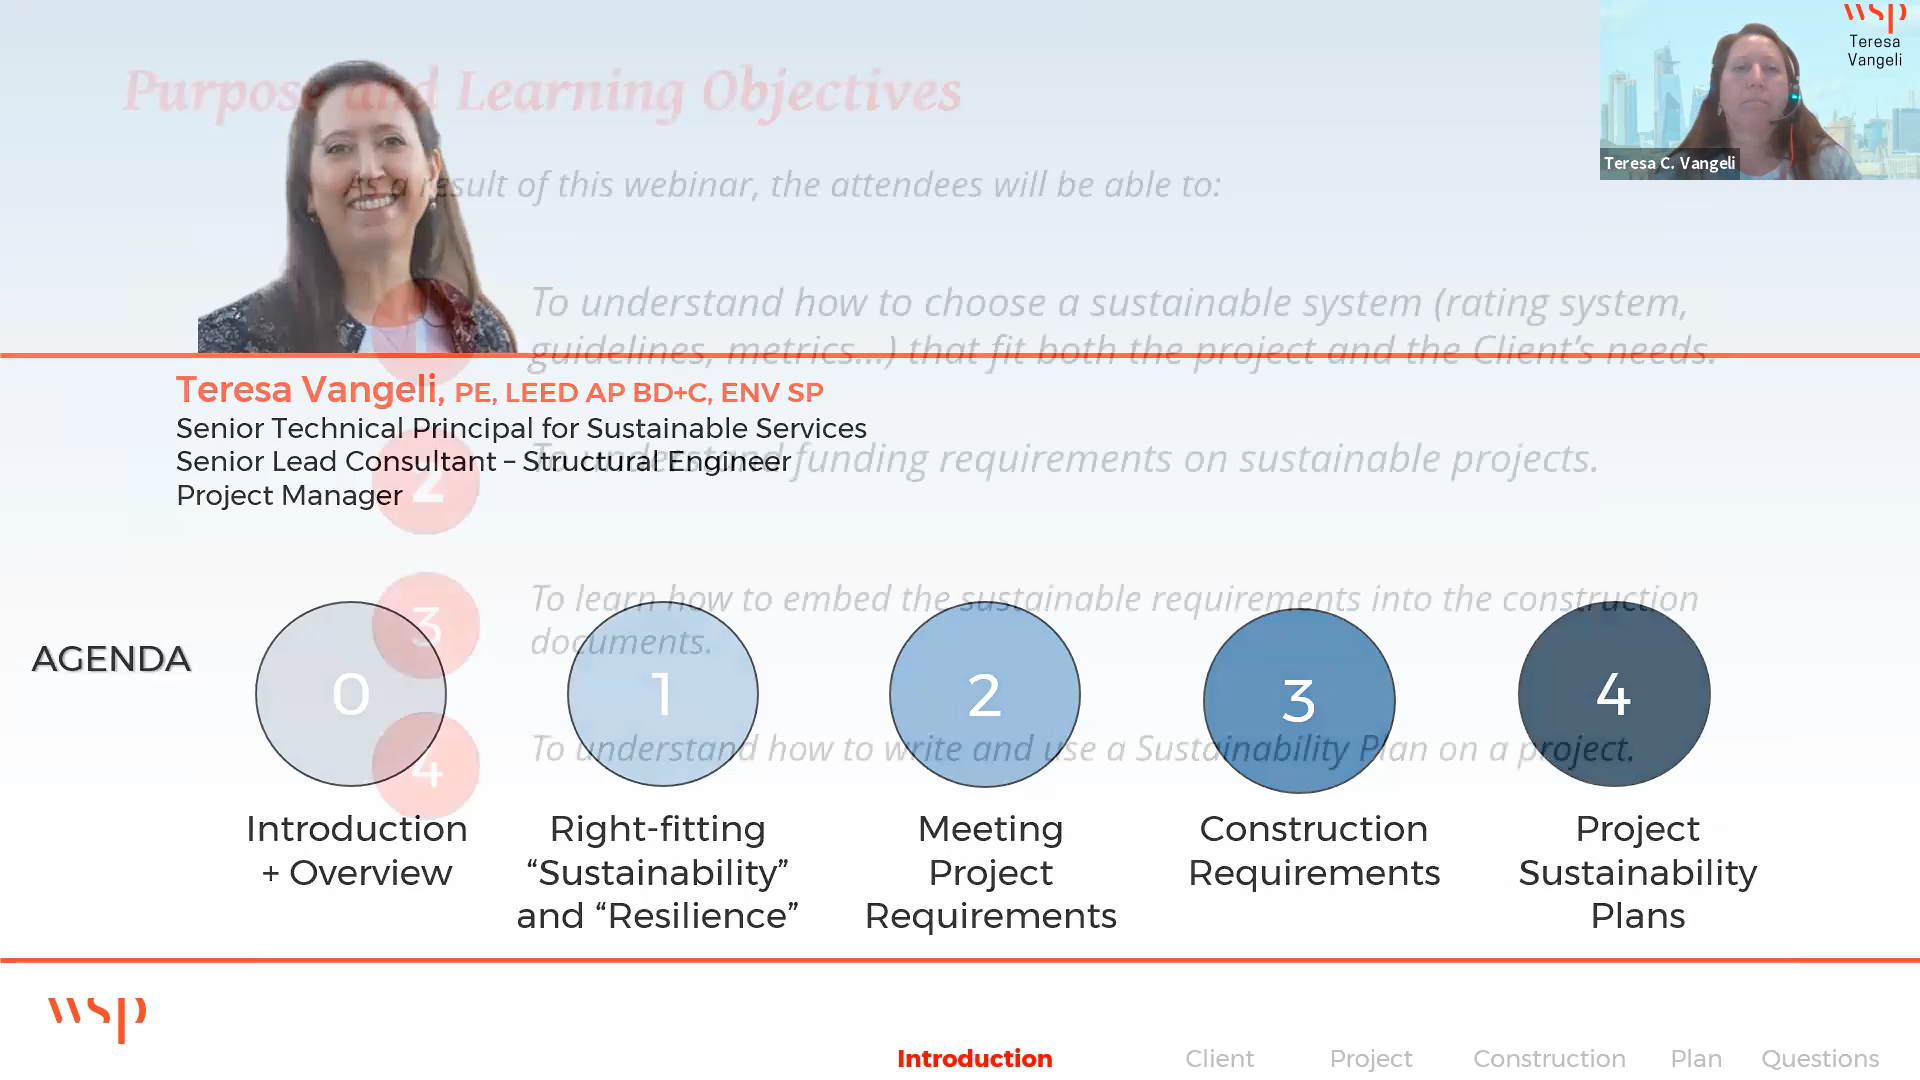 Purpose and Learning Objectives
As a result of this webinar, the attendees will be able to:
wsp
Teresa
Vangeli
Teresa C. Vangeli
To understand how to choose a sustainable system (rating system,
guidelines, metrics...) that fit both the project and the Client's needs.
Teresa Vangeli, PE, LEED AP BD+C, ENV SP
Senior Technical Principal for Sustainable Services
Senior Lead Consultant – Structural Engineer
Project Manager
2
To understand funding requirements on sustainable projects.
3
To learn how to embed the sustainable requirements into the construction
documents.
4
To understand how to write and use a Sustainability Plan on a project.
AGENDA
0
1
2
3
4
Introduction
+ Overview
Right-fitting
“Sustainability”
and “Resilience”
Meeting
Project
Requirements
Construction
Requirements
Project
Sustainability
Plans
wsp
Introduction Client Project Construction Plan Questions